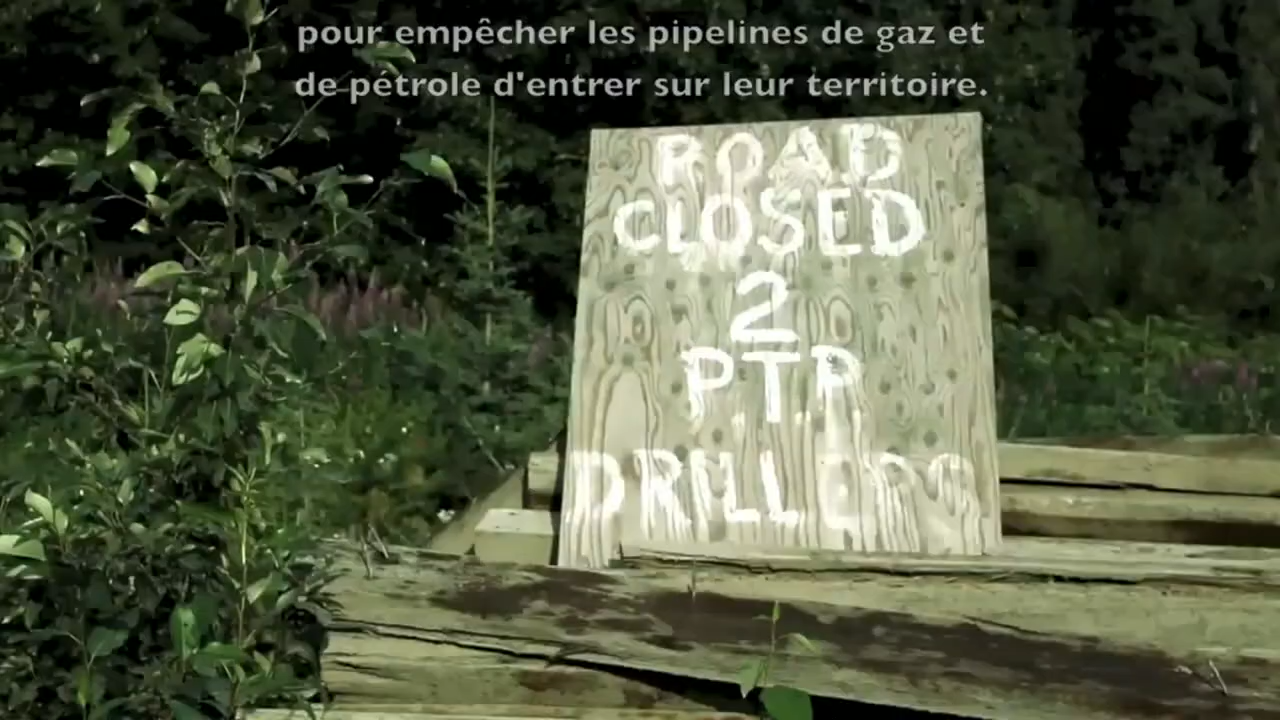 pour empêcher les pipelines de gaz et
de pétrole d'entrer sur leur territoire.
ROAD
CLOSED
2
PTP
DRILLERS